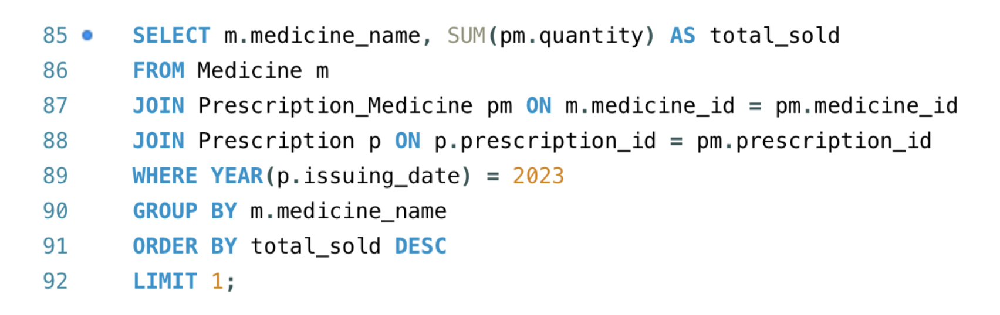 85 SELECT m.medicine_name, SUM(pm.quantity) AS total_sold
86 FROM Medicine m
87 JOIN Prescription_Medicine pm ON m.medicine_id = pm.medicine_id
88 JOIN Prescription p ON p.prescription_id = pm.prescription_id
89 WHERE YEAR(p.issuing_date) = 2023
90 GROUP BY m.medicine_name
91 ORDER BY total_sold DESC
92 LIMIT 1;